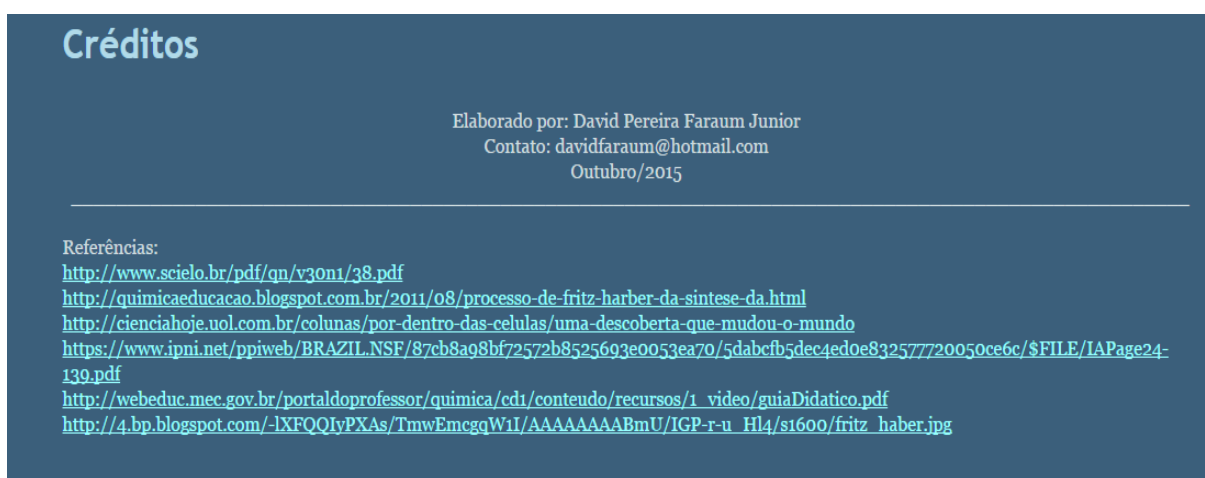 Créditos
Elaborado por: David Pereira Faraum Junior
Contato: davidfaraum@hotmail.com
Outubro/2015
Referências:
http://www.scielo.br/pdf/qn/v30n1/38.pdf
http://quimicaeducacao.blogspot.com.br/2011/08/processo-de-fritz-harber-da-sintese-da.html
http://cienciahoje.uol.com.br/colunas/por-dentro-das-celulas/uma-descoberta-que-mudou-o-mundo
https://www.ipni.net/ppiweb/BRAZIL.NSF/87cb8a98bf72572b8525693e0053ea70/5dabcfb5dec4ed0e832577720050ce6c/$FILE/IAPage24-
139.pdf
http://webeduc.mec.gov.br/portaldoprofessor/quimica/cd1/conteudo/recursos/1_video/guiaDidatico.pdf
http://4.bp.blogspot.com/-lXFQQIyPXAs/TmwEmcgqW1I/AAAAAAAABmU/IGP-r-u_Hl4/s1600/fritz_haber.jpg